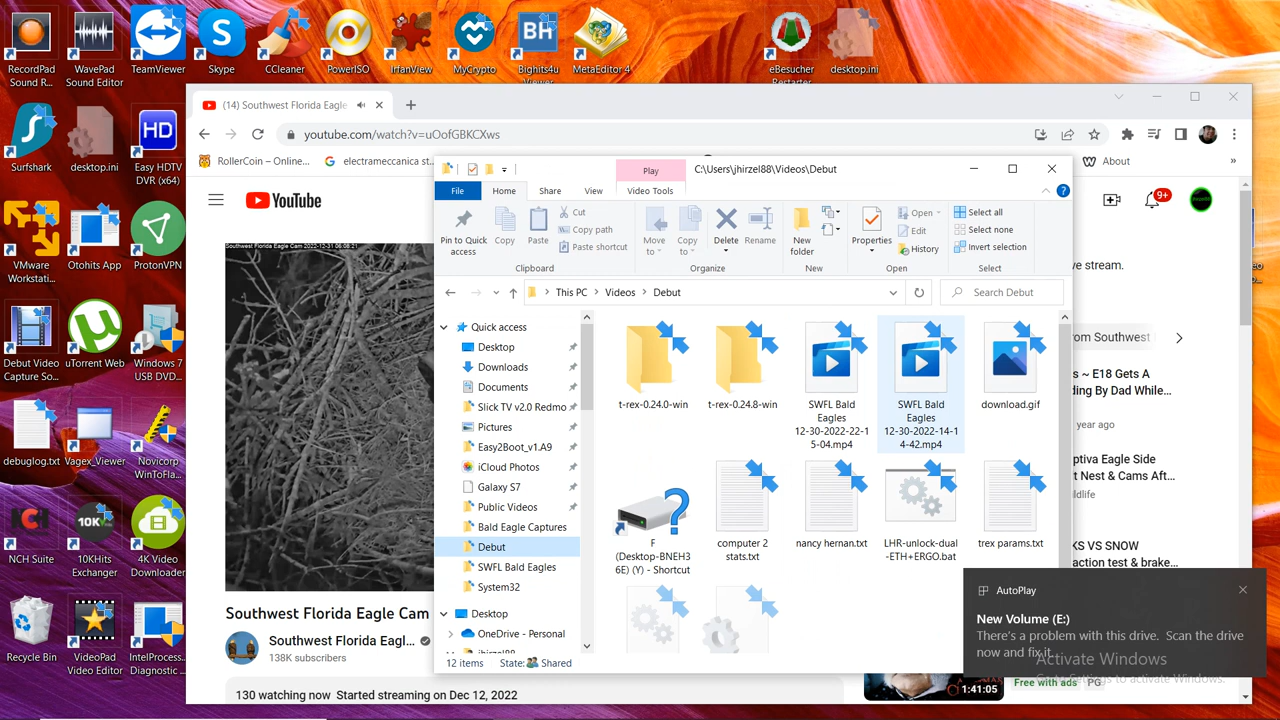 RecordPad
Sound R...
WavePad
Sound Editor
TeamViewer
Skype
CCleaner
PowerISO
IrfanView
MyCrypto
Bighits4u
Viewer
MetaEditor 4
eBesucher
Restarter
desktop.ini
Surfshark
desktop.ini
Easy HDTV
DVR (x64)
VMware
Workstati...
Otohits App
ProtonVPN
Debut Video
Capture So...
uTorrent Web
Windows 7
USB DVD...
debuglog.txt
Vagex_Viewer
Novicorp
WinToFla...
NCH Suite
10KHits
Exchanger
4K Video
Downloader
Recycle Bin
VideoPad
Video Editor
IntelProcess...
Diagnostic ...
(14) Southwest Florida Eagle
youtube.com/watch?v=uOofGBKCXws
RollerCoin – Online...
electrameccanica st...
About
»
YouTube
9+
Southwest Florida Eagle Cam 2022-12-31 06:08:21
ve stream.
rom Southwest
s ~ E18 Gets A
ding By Dad While...
year ago
ptiva Eagle Side
t Nest & Cams Aft...
ildlife
KS VS SNOW
action test & brake...
Southwest Florida Eagle Cam
Southwest Florida Eagl...
138K subscribers
130 watching now Started streaming on Dec 12, 2022
Free with ads PG
1:41:05
Play
C:\Users\jhirzel88\Videos\Debut
File
Home
Share
View
Video Tools
Pin to Quick
access
Copy
Paste
Cut
Copy path
Paste shortcut
Clipboard
Move
to
Copy
to
Delete
Rename
Organize
New
folder
New
Properties
Open
Edit
History
Open
Select all
Select none
Invert selection
Select
This PC
Videos
Debut
Search Debut
Quick access
Desktop
Downloads
Documents
Slick TV v2.0 Redmo
Pictures
Easy2Boot_v1.A9
iCloud Photos
Galaxy S7
Public Videos
Bald Eagle Captures
Debut
SWFL Bald Eagles
System32
Desktop
OneDrive - Personal
jhirzel88
t-rex-0.24.0-win
t-rex-0.24.8-win
SWFL Bald
Eagles
12-30-2022-22-1
5-04.mp4
SWFL Bald
Eagles
12-30-2022-14-1
4-42.mp4
download.gif
F
(Desktop-BNEH3
6E) (Y) - Shortcut
computer 2
stats.txt
nancy hernan.txt
LHR-unlock-dual
-ETH+ERGO.bat
trex params.txt
12 items
State:
Shared
AutoPlay
New Volume (E:)
There's a problem with this drive. Scan the drive
now and fix it.
Activate Windows
Go to Settings to activate Windows.